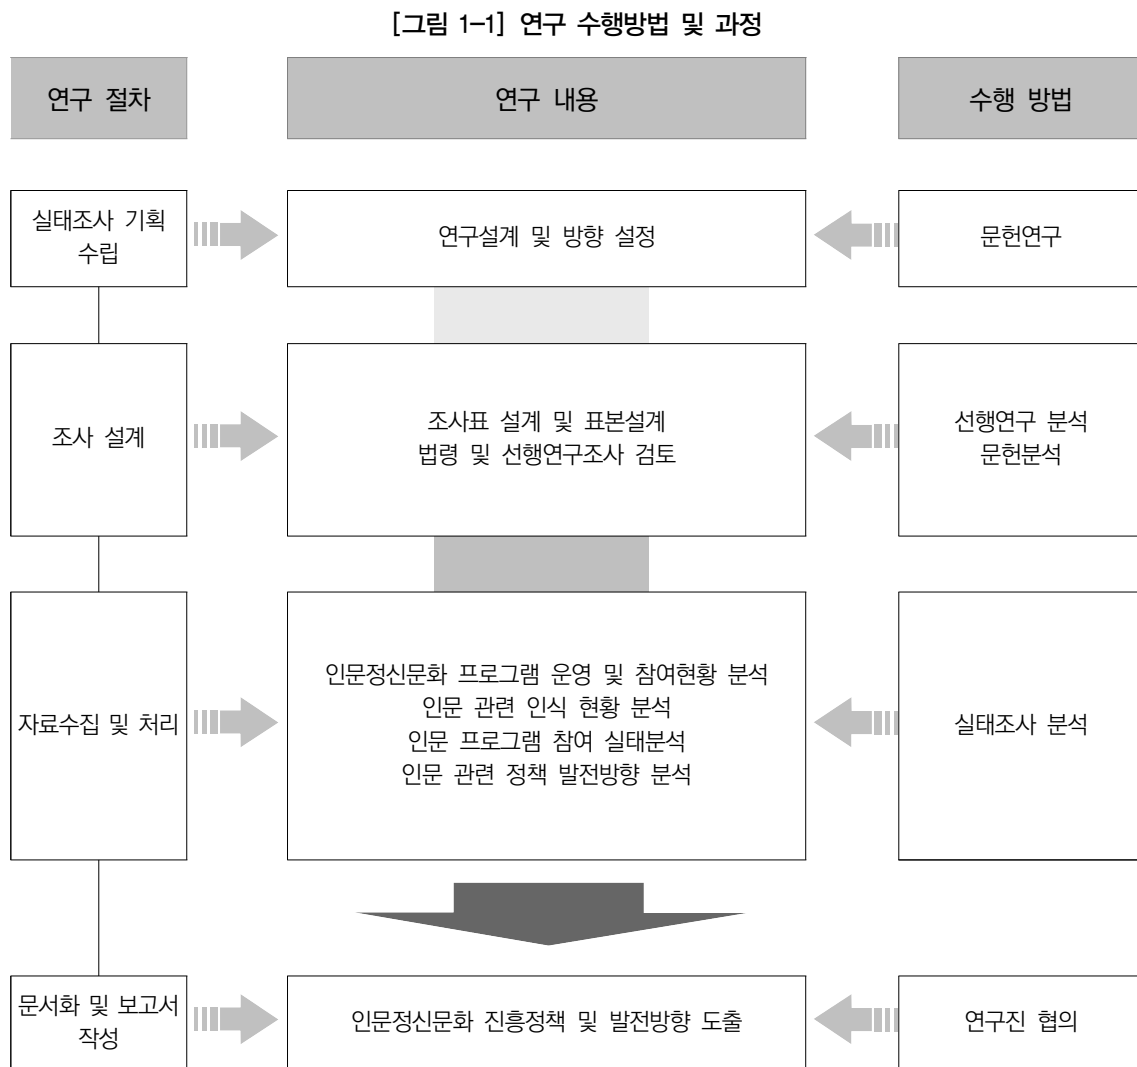 [그림 1-1] 연구 수행방법 및 과정
연구 절차
연구 내용
수행 방법
실태조사 기획
수립
연구설계 및 방향 설정
문헌연구
조사 설계
조사표 설계 및 표본설계
법령 및 선행연구조사 검토
선행연구 분석
문헌분석
자료수집 및 처리
인문정신문화 프로그램 운영 및 참여현황 분석
인문 관련 인식 현황 분석
인문 프로그램 참여 실태분석
인문 관련 정책 발전방향 분석
실태조사 분석
문서화 및 보고서
작성
인문정신문화 진흥정책 및 발전방향 도출
연구진 협의